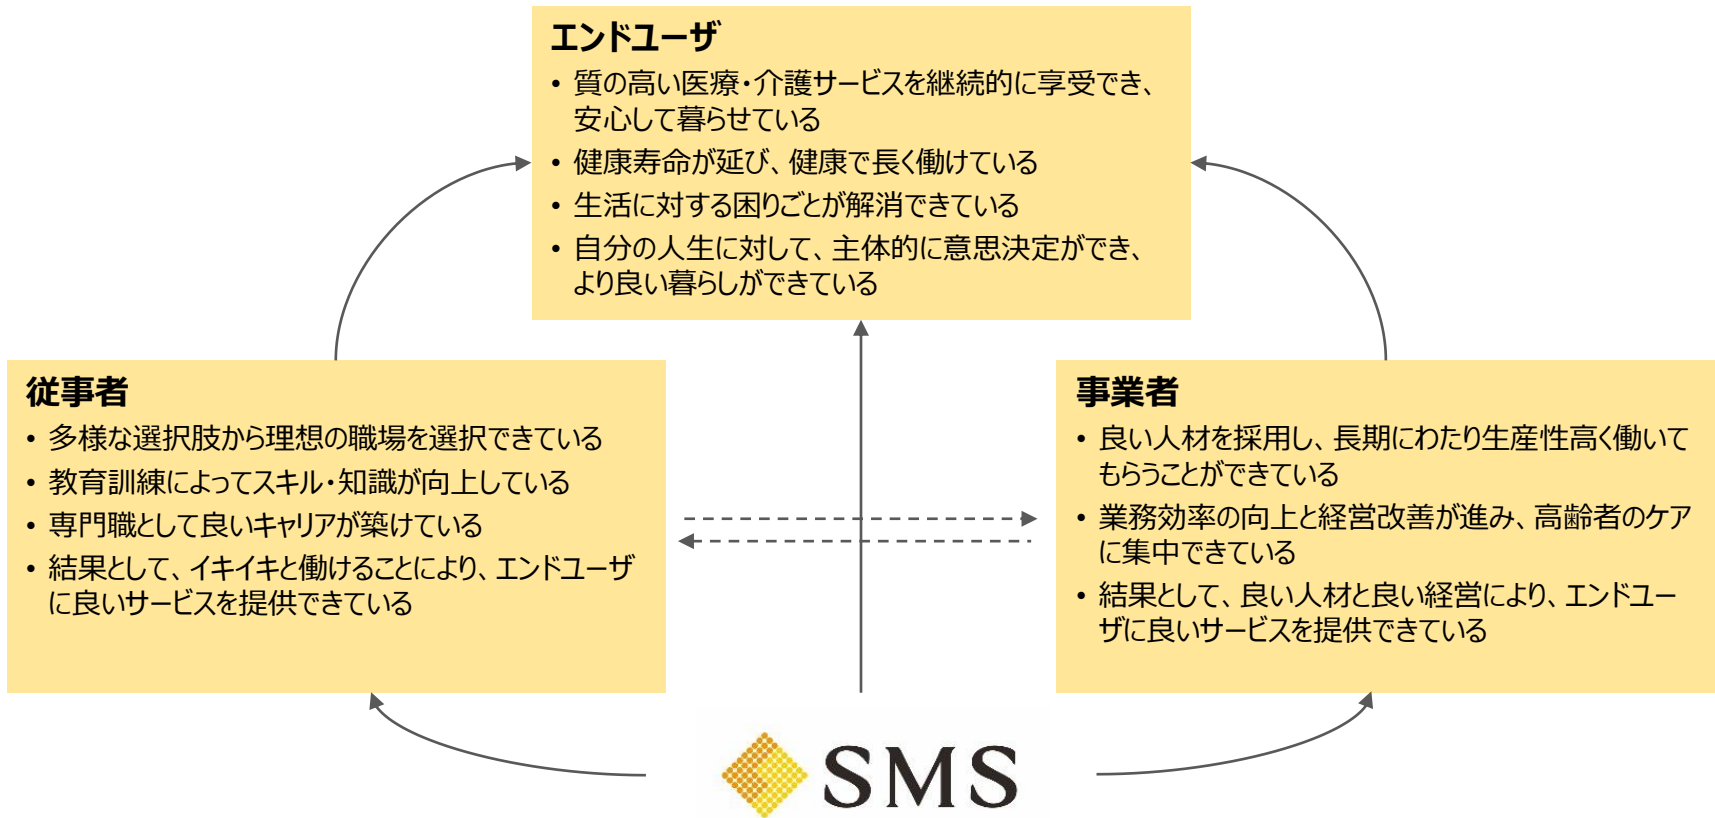 エンドユーザ
• 質の高い医療・介護サービスを継続的に享受でき、
安心して暮らせている
• 健康寿命が延び、健康で長く働けている
• 生活に対する困りごとが解消できている
• 自分の人生に対して、主体的に意思決定ができ、
より良い暮らしができている
従事者
• 多様な選択肢から理想の職場を選択できている
• 教育訓練によってスキル・知識が向上している
• 専門職として良いキャリアが築けている
• 結果として、イキイキと働けることにより、エンドユーザ
に良いサービスを提供できている
事業者
• 良い人材を採用し、長期にわたり生産性高く働いて
もらうことができている
• 業務効率の向上と経営改善が進み、高齢者のケア
に集中できている
• 結果として、良い人材と良い経営により、エンドユー
ザに良いサービスを提供できている
SMS